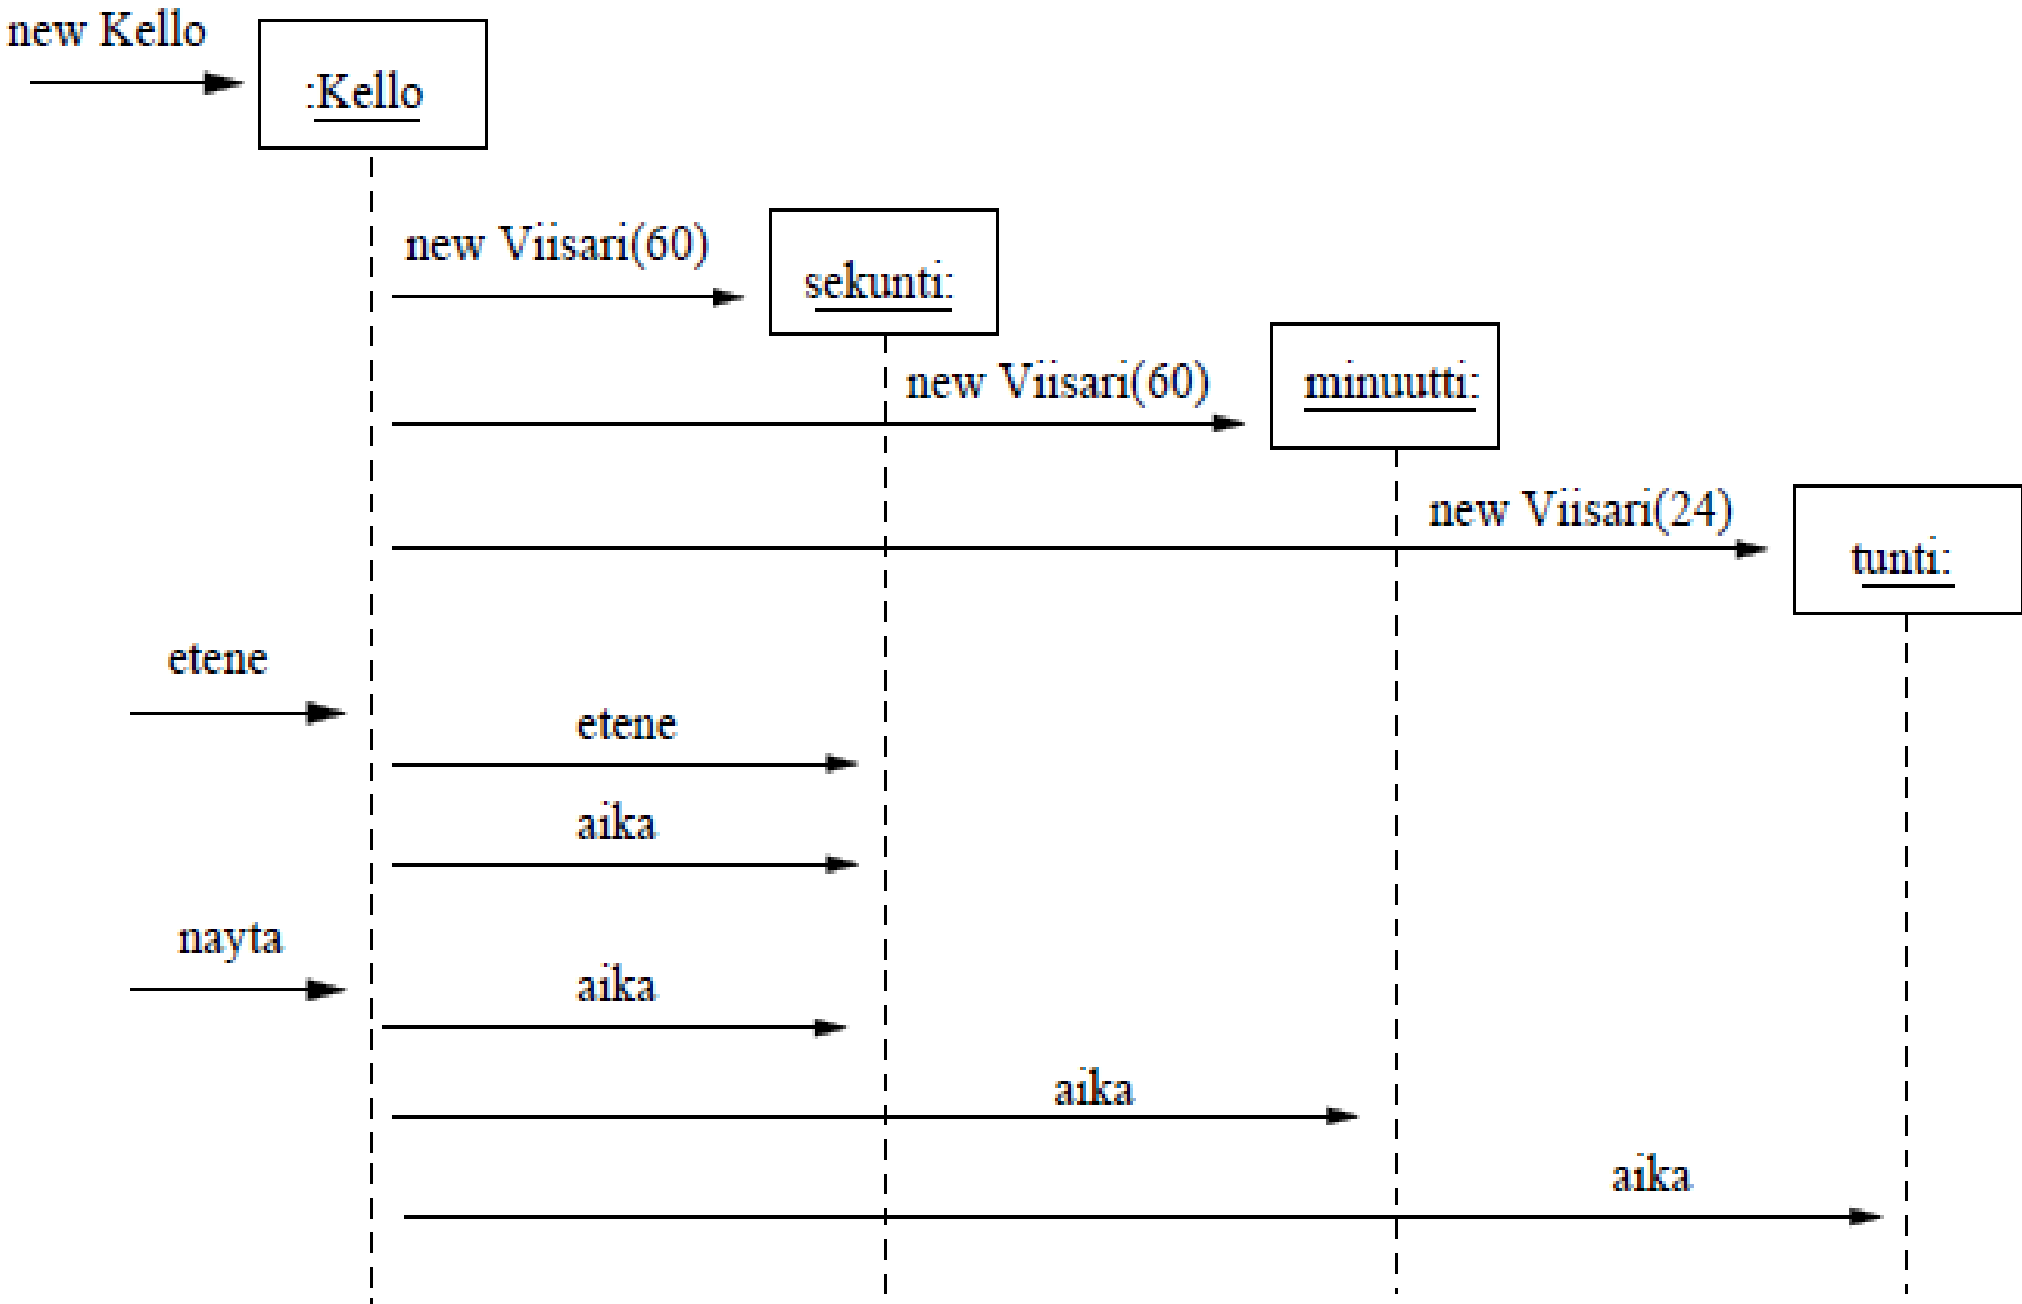 new Kello
:Kello
new Viisari(60)
sekunti:
new Viisari(60)
minuutti:
new Viisari(24)
tunti:
etene
etene
aika
nayta
aika
aika
aika